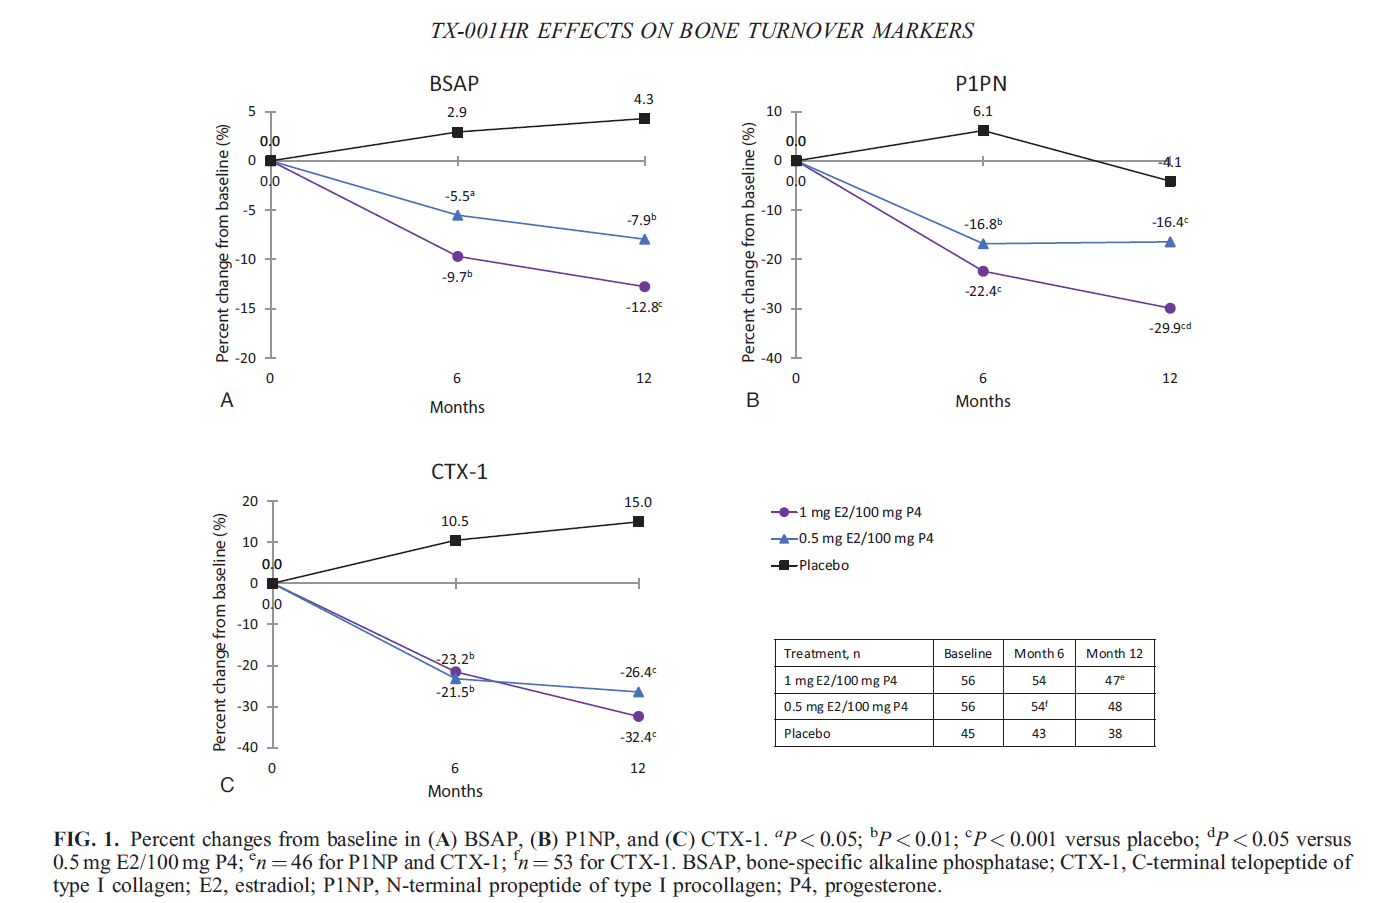 TX-001HR EFFECTS ON BONE TURNOVER MARKERS
BSAP
Percent change from baseline (%)
5
0
-5
-10
-15
-20
0.0
0.0
2.9
4.3
-5.5a
-7.9b
-9.7b
-12.8c
0
6
12
A
Months
P1PN
Percent change from baseline (%)
10
0
-10
-20
-30
-40
0.0
0.0
6.1
-4.1
-16.8b
-16.4c
-22.4c
-29.9cd
0
6
12
B
Months
CTX-1
Percent change from baseline (%)
20
10
0
-10
-20
-30
-40
0.0
0.0
10.5
15.0
-23.2b
-21.5b
-26.4c
-32.4c
0
6
12
C
Months
1 mg E2/100 mg P4
0.5 mg E2/100 mg P4
Placebo
Treatment, n Baseline Month 6 Month 12
1 mg E2/100 mg P4 56 54 47e
0.5 mg E2/100 mg P4 56 54f 48
Placebo 45 43 38
FIG. 1. Percent changes from baseline in (A) BSAP, (B) P1NP, and (C) CTX-1. aP < 0.05; bP < 0.01; cP < 0.001 versus placebo; dP < 0.05 versus
0.5 mg E2/100 mg P4; en = 46 for P1NP and CTX-1; fn = 53 for CTX-1. BSAP, bone-specific alkaline phosphatase; CTX-1, C-terminal telopeptide of
type I collagen; E2, estradiol; P1NP, N-terminal propeptide of type I procollagen; P4, progesterone.